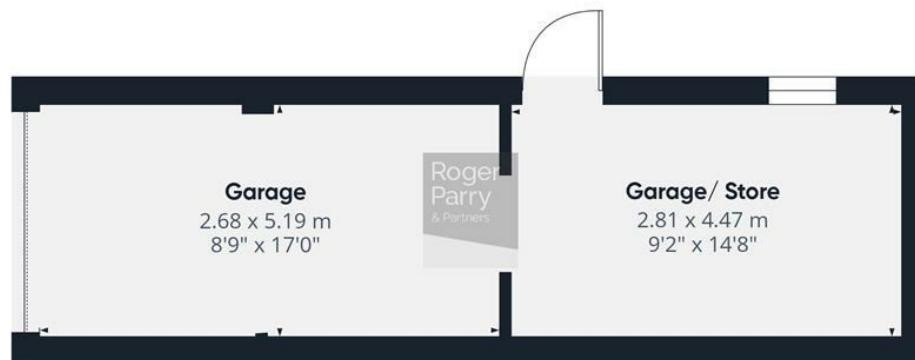 Garage
2.68 x 5.19 m
8'9" x 17'0"
Roger
Parry
& Partners
Garage/ Store
2.81 x 4.47 m
9'2" x 14'8"